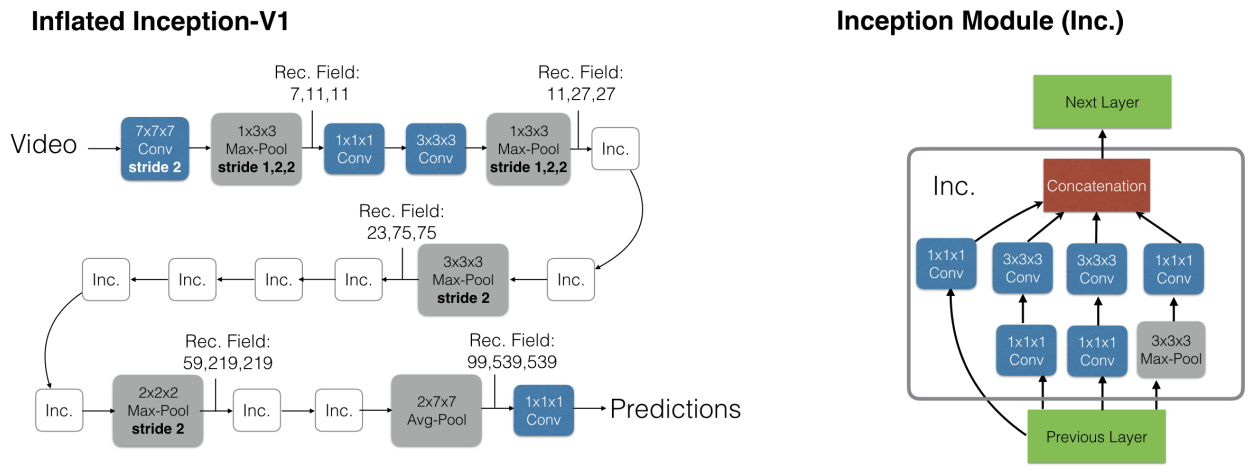 Inflated Inception-V1
Rec. Field:
7,11,11
Rec. Field:
11,27,27
Video
7x7x7
Conv
stride 2
1x3x3
Max-Pool
stride 1,2,2
1x1x1
Conv
3x3x3
Conv
1x3x3
Max-Pool
stride 1,2,2
Inc.
Rec. Field:
23,75,75
Inc.
Inc.
Inc.
Inc.
3x3x3
Max-Pool
stride 2
Inc.
Rec. Field:
59,219,219
Rec. Field:
99,539,539
Inc.
2x2x2
Max-Pool
stride 2
Inc.
Inc.
2x7x7
Avg-Pool
1x1x1
Conv
Predictions
Inception Module (Inc.)
Next Layer
Inc.
Concatenation
1x1x1
Conv
3x3x3
Conv
3x3x3
Conv
1x1x1
Conv
1x1x1
Conv
1x1x1
Conv
3x3x3
Max-Pool
Previous Layer